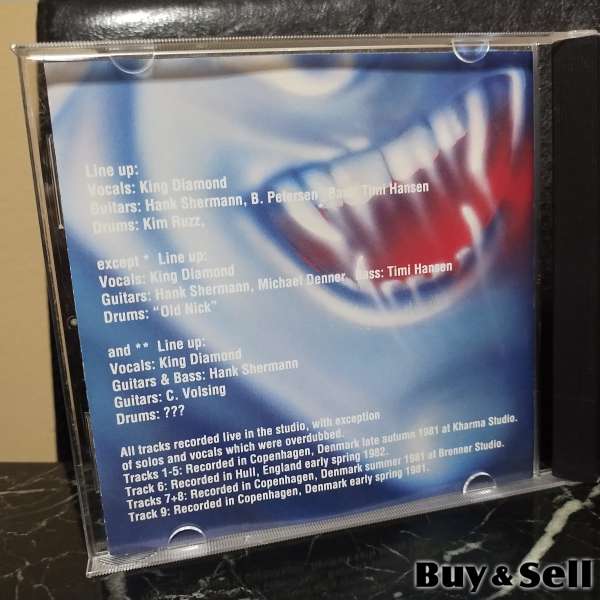 Line up:
Vocals: King Diamond
Guitars: Hank Shermann, B. Petersen, Bass: Timi Hansen
Drums: Kim Ruzz,
except * Line up:
Vocals: King Diamond
Guitars: Hank Shermann, Michael Denner, Bass: Timi Hansen
Drums: "Old Nick"
and ** Line up:
Vocals: King Diamond
Guitars & Bass: Hank Shermann
Guitars: C. Volsing
Drums: ???
All tracks recorded live in the studio, with exception
of solos and vocals which were overdubbed.
Tracks 1-5: Recorded in Copenhagen, Denmark late autumn 1981 at Kharma Studio.
Track 6: Recorded in Hull, England early spring 1982.
Tracks 7+8: Recorded in Copenhagen, Denmark summer 1981 at Brenner Studio.
Track 9: Recorded in Copenhagen, Denmark early spring 1981.
Buy & Sell